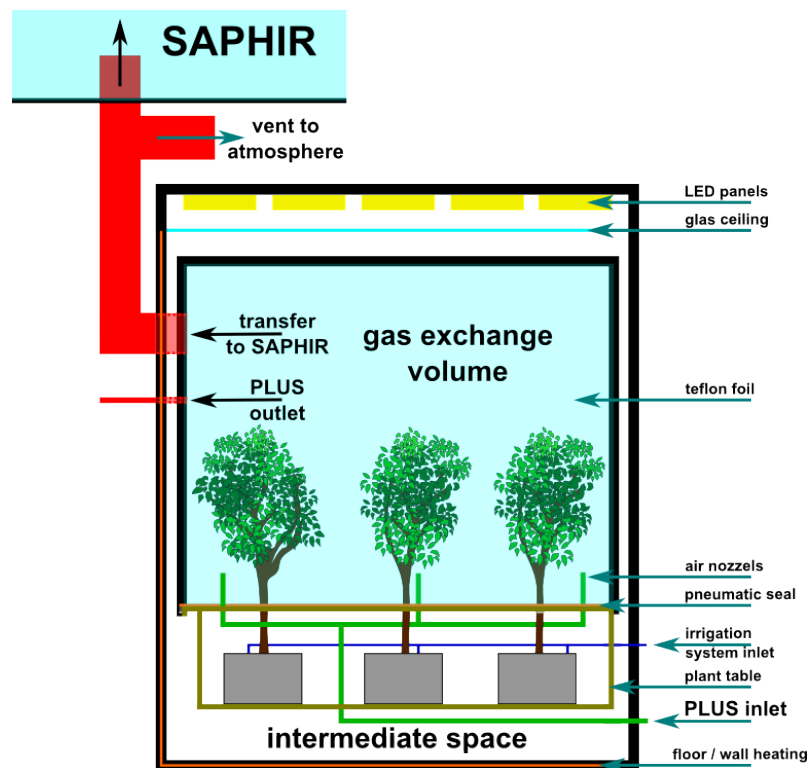 SAPHIR
vent to
atmosphere
LED panels
glas ceiling
transfer
to SAPHIR
gas exchange
volume
PLUS
outlet
teflon foil
air nozzels
pneumatic seal
irrigation
system inlet
plant table
PLUS inlet
intermediate space
floor / wall heating